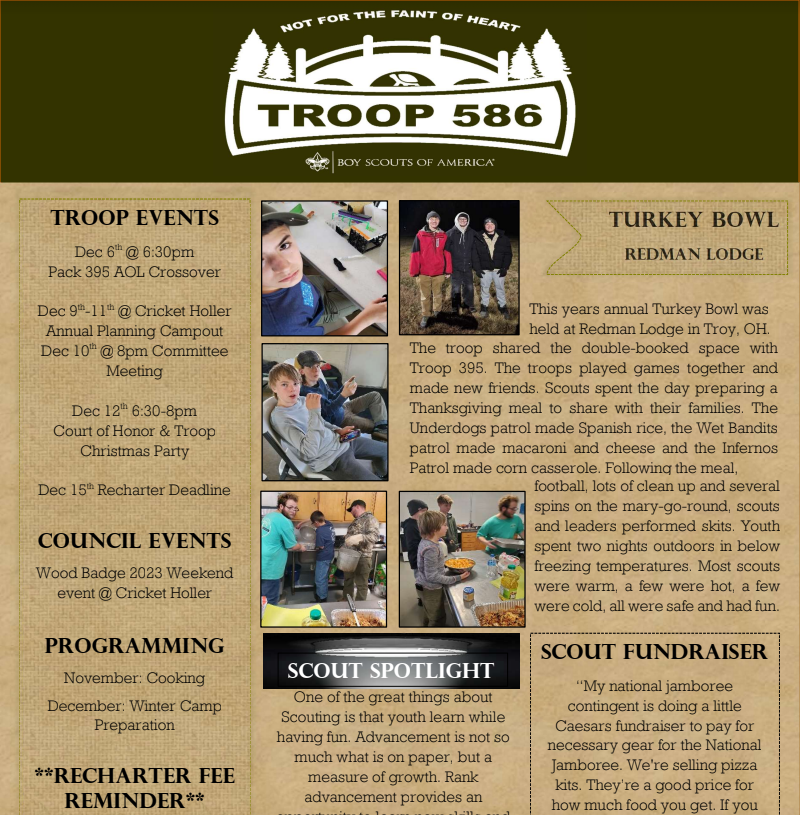 NOT FOR THE FAINT OF HEART
TROOP 586
BOY SCOUTS OF AMERICA®
TROOP EVENTS
Dec 6th @ 6:30pm
Pack 395 AOL Crossover
Dec 9th-11th @ Cricket Holler
Annual Planning Campout
Dec 10th @ 8pm Committee
Meeting
Dec 12th 6:30-8pm
Court of Honor & Troop
Christmas Party
Dec 15th Recharter Deadline
COUNCIL EVENTS
Wood Badge 2023 Weekend
event @ Cricket Holler
PROGRAMMING
November: Cooking
December: Winter Camp
Preparation
**RECHARTER FEE
REMINDER**
TURKEY BOWL
REDMAN LODGE
This years annual Turkey Bowl was
held at Redman Lodge in Troy, OH.
The troop shared the double-booked space with
Troop 395. The troops played games together and
made new friends. Scouts spent the day preparing a
Thanksgiving meal to share with their families. The
Underdogs patrol made Spanish rice, the Wet Bandits
patrol made macaroni and cheese and the Infernos
Patrol made corn casserole. Following the meal,
football, lots of clean up and several
spins on the mary-go-round, scouts
and leaders performed skits. Youth
spent two nights outdoors in below
freezing temperatures. Most scouts
were warm, a few were hot, a few
were cold, all were safe and had fun.
SCOUT SPOTLIGHT
One of the great things about
Scouting is that youth learn while
having fun. Advancement is not so
much what is on paper, but a
measure of growth. Rank
advancement provides an
opportunity to learn new skills and
SCOUT FUNDRAISER
“My national jamboree
contingent is doing a little
Caesars fundraiser to pay for
necessary gear for the National
Jamboree. We're selling pizza
kits. They're a good price for
how much food you get. If you